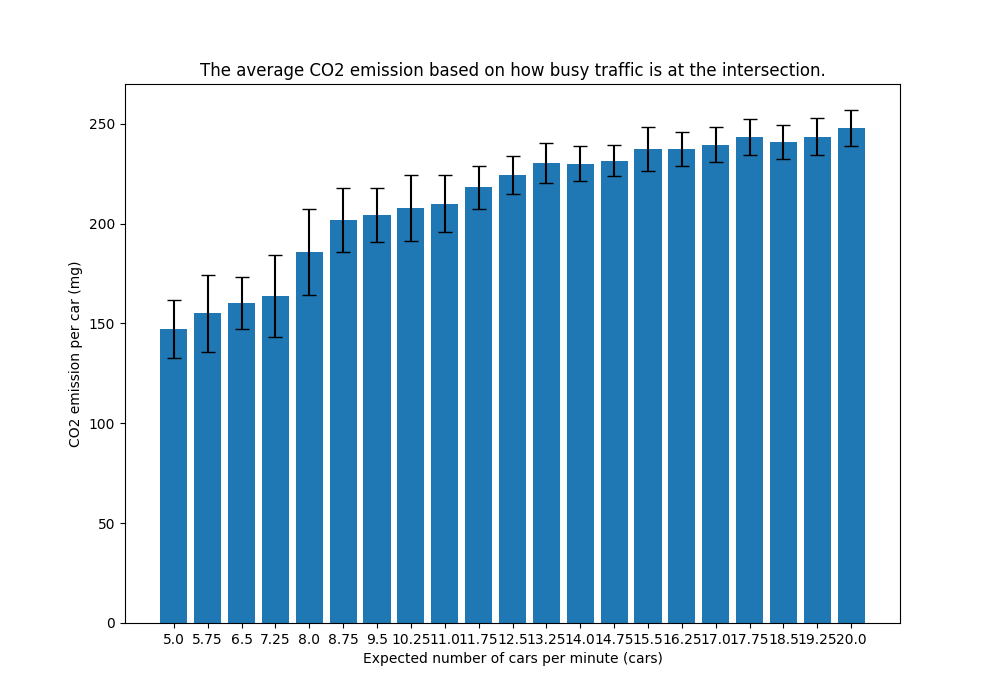 The average CO2 emission based on how busy traffic is at the intersection.
250
200
150
100
50
0
CO2 emission per car (mg)
5.0 5.75 6.5 7.25 8.0 8.75 9.5 10.25 11.0 11.75 12.5 13.25 14.0 14.75 15.5 16.25 17.0 17.75 18.5 19.25 20.0
Expected number of cars per minute (cars)